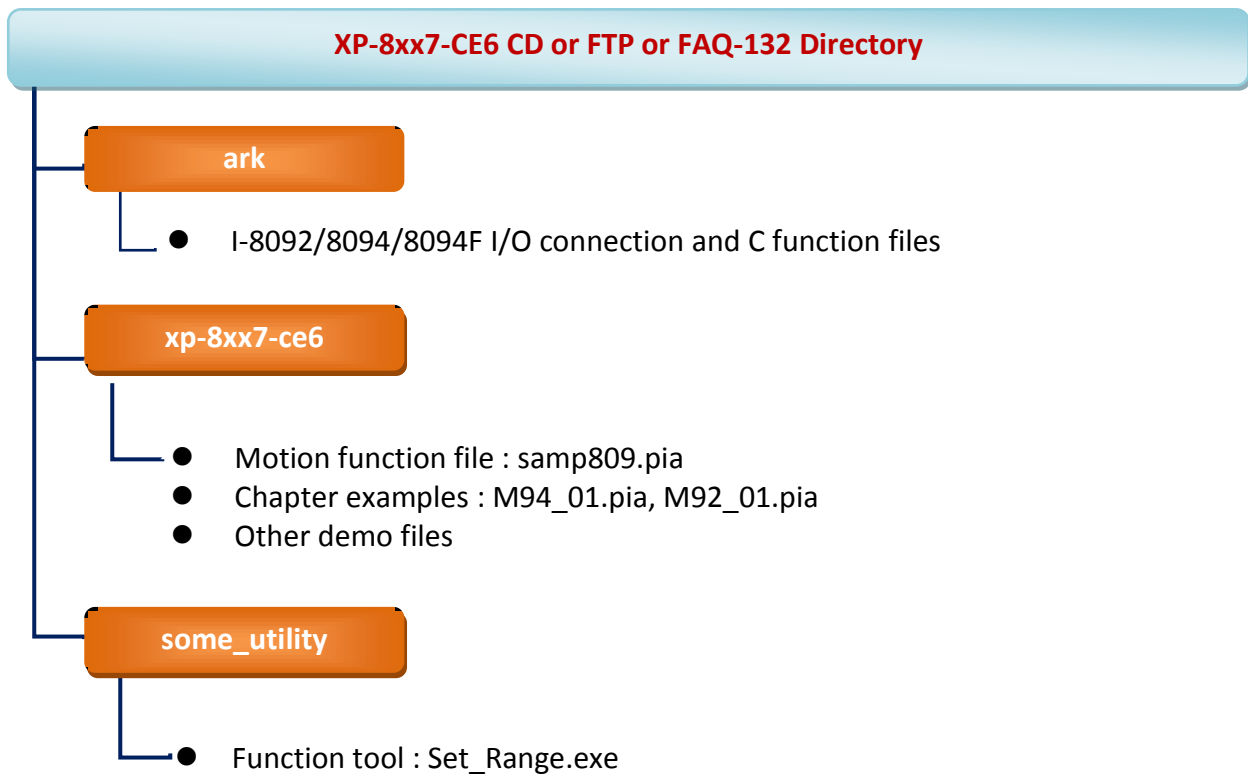 XP-8xx7-CE6 CD or FTP or FAQ-132 Directory
ark
● I-8092/8094/8094F I/O connection and C function files
xp-8xx7-ce6
● Motion function file : samp809.pia
● Chapter examples : M94_01.pia, M92_01.pia
● Other demo files
some_utility
● Function tool : Set_Range.exe